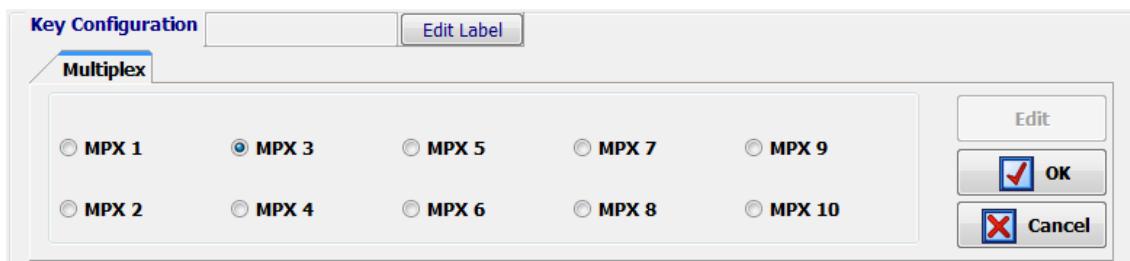 Key Configuration Edit Label
Multiplex
Edit
MPX 1 MPX 3 MPX 5 MPX 7 MPX 9
OK
MPX 2 MPX 4 MPX 6 MPX 8 MPX 10
Cancel